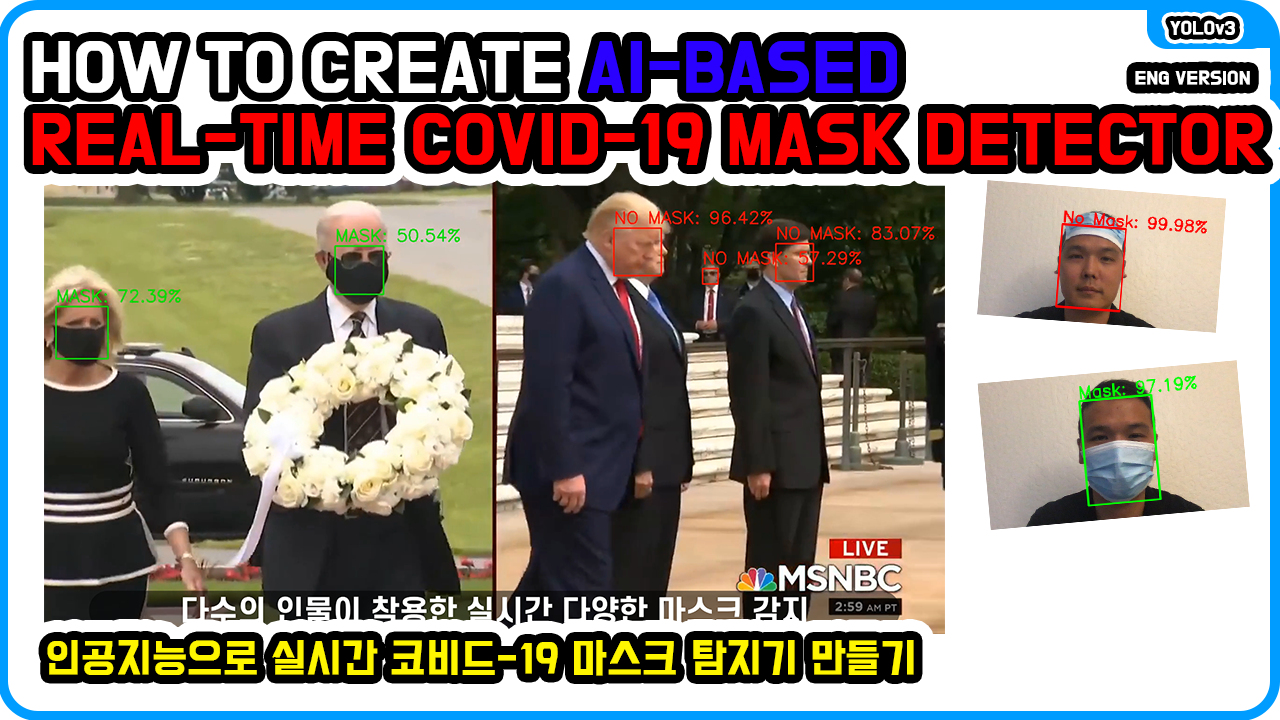 YOLOv3
HOW TO CREATE AI-BASED
ENG VERSION
REAL-TIME COVID-19 MASK DETECTOR
MASK: 72.39%
MASK: 50.54%
NO MASK: 96.42%
NO MASK: 83.07%
NO MASK: 57.29%
No Mask: 99.98%
Mask: 97.19%
SUBURBAN
LIVE
MSNBC
2:59 AM PT
다수의 인물이 착용한 실시간 다양한 마스크 감지
인공지능으로 실시간 코비드-19 마스크 탐지기 만들기